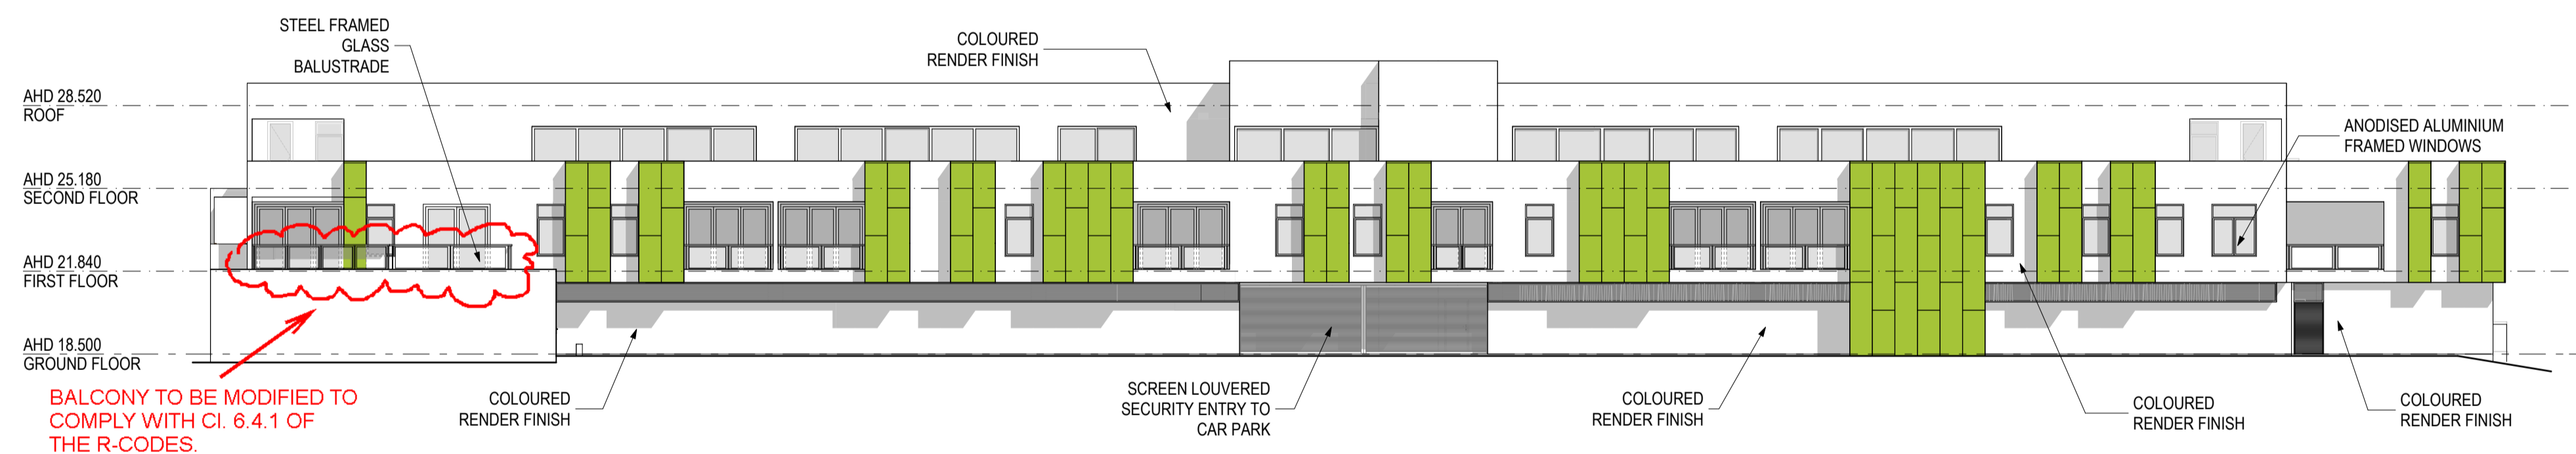 STEEL FRAMED
GLASS
BALUSTRADE
COLOURED
RENDER FINISH
AHD 28.520
ROOF
ANODISED ALUMINIUM
FRAMED WINDOWS
AHD 25.180
SECOND FLOOR
AHD 21.840
FIRST FLOOR
AHD 18.500
GROUND FLOOR
BALCONY TO BE MODIFIED TO
COMPLY WITH Cl. 6.4.1 OF
THE R-CODES.
COLOURED
RENDER FINISH
SCREEN LOUVERED
SECURITY ENTRY TO
CAR PARK
COLOURED
RENDER FINISH
COLOURED
RENDER FINISH
COLOURED
RENDER FINISH